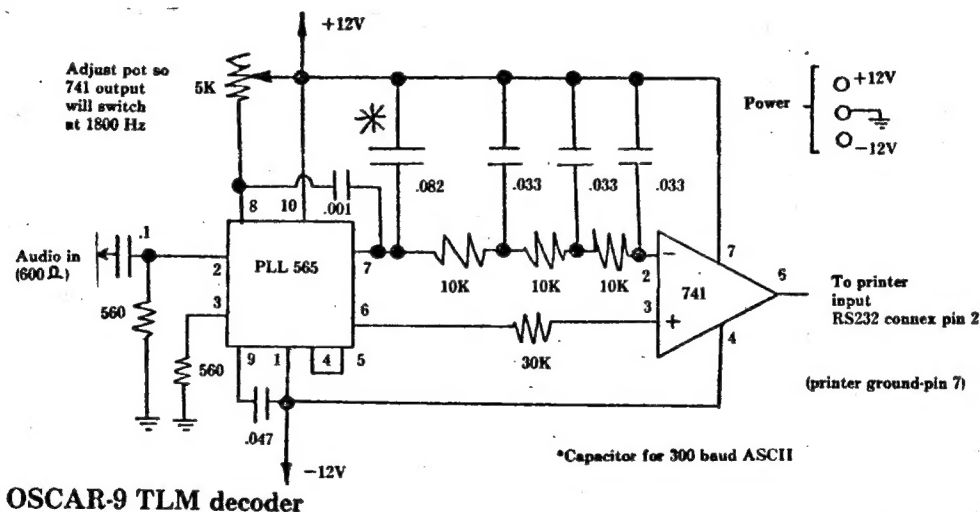 +12V
Adjust pot so
741 output
will switch
at 1800 Hz
5K
Power
+12V
-12V
*
.082
.033
.033
.033
8
10
.001
Audio in
(600 Ω)
.1
2
PLL 565
7
10K
10K
10K
2
-
7
6
741
560
3
6
3
+
4
30K
To printer
input
RS232 connex pin 2
9
1
4
5
560
.047
(printer ground-pin 7)
-12V
*Capacitor for 300 baud ASCII
OSCAR-9 TLM decoder